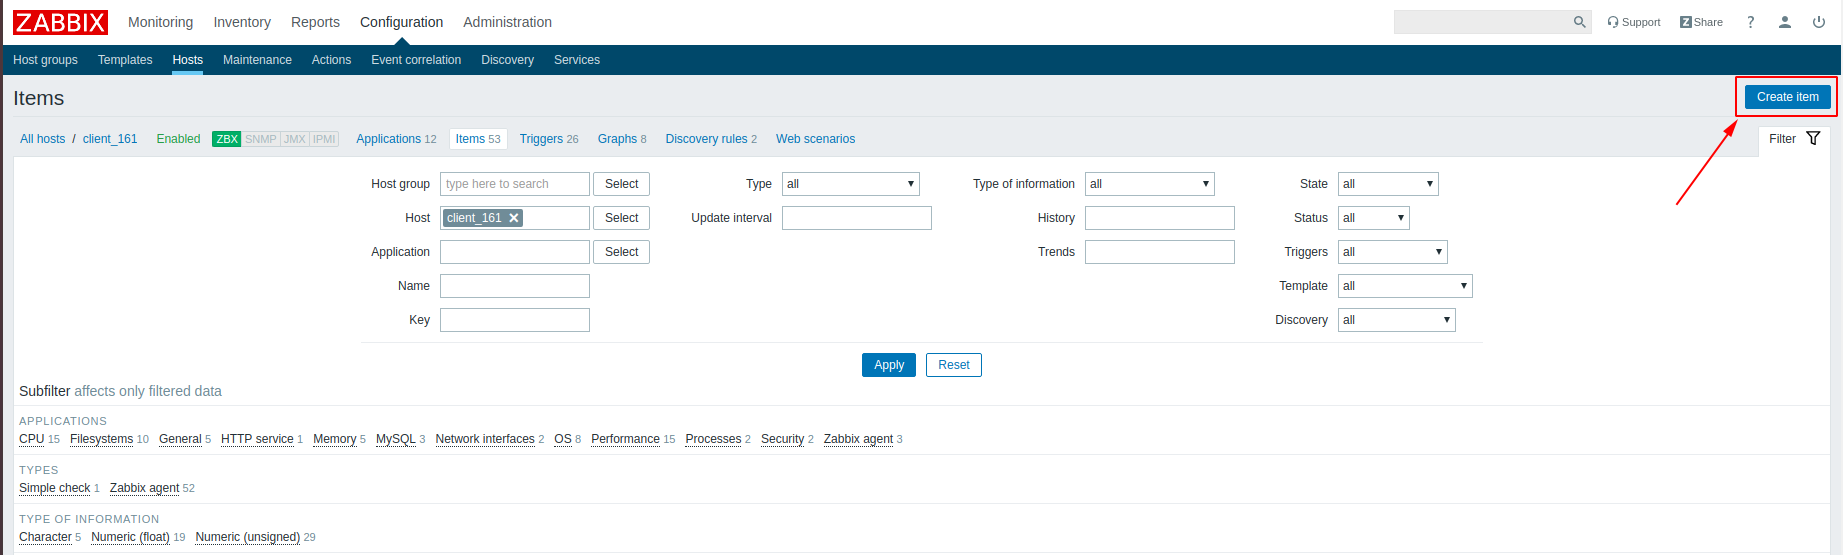 ZABBIX Monitoring Inventory Reports Configuration Administration Support Z Share ?
Host groups Templates Hosts Maintenance Actions Event correlation Discovery Services
Items Create item
All hosts / client_161 Enabled ZBX SNMP JMX IPMI Applications 12 Items 53 Triggers 26 Graphs 8 Discovery rules 2 Web scenarios Filter
Host group type here to search Select Type all Type of information all State all
Host client_161 Select Update interval History Status all
Application Select Trends Triggers all
Name Template all
Key Discovery all
Apply Reset
Subfilter affects only filtered data
APPLICATIONS
CPU 15 Filesystems 10 General 5 HTTP service 1 Memory 5 MySQL 3 Network interfaces 2 OS 8 Performance 15 Processes 2 Security 2 Zabbix agent 3
TYPES
Simple check 1 Zabbix agent 52
TYPE OF INFORMATION
Character 5 Numeric (float) 19 Numeric (unsigned) 29